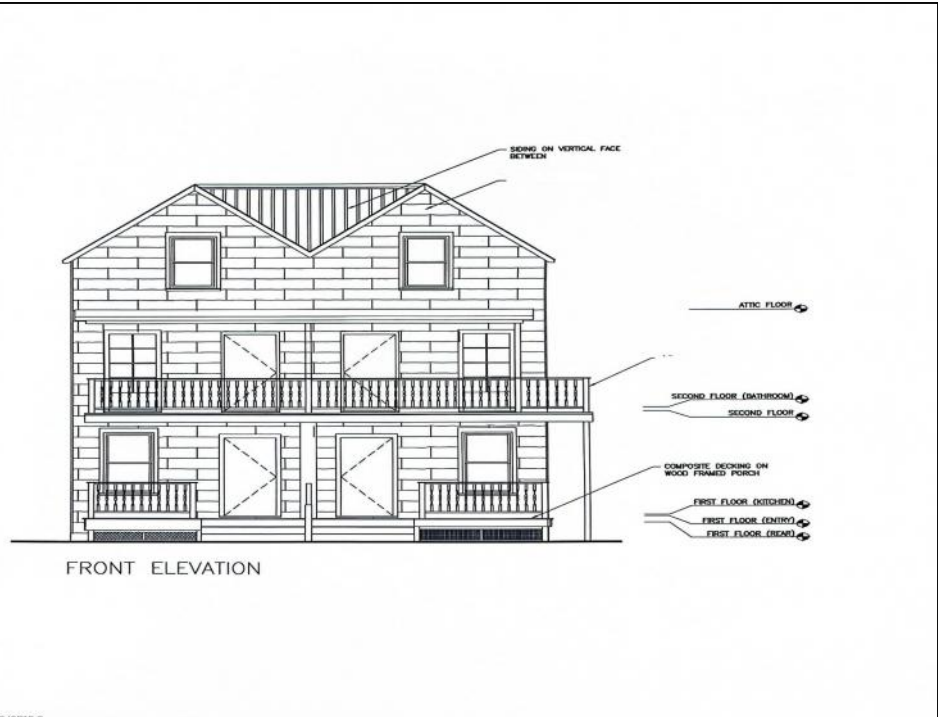 SIDING ON VERTICAL FACE
BETWEEN
ATTIC FLOOR
SECOND FLOOR (BATHROOM)
SECOND FLOOR
COMPOSITE DECKING ON
WOOD FRAMED PORCH
FIRST FLOOR (KITCHEN)
FIRST FLOOR (ENTRY)
FIRST FLOOR (REAR)
FRONT ELEVATION